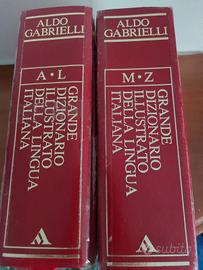 ALDO
GABRIELLI
A•L
GRANDE
DIZIONARIO
ILLUSTRATO
DELLA LINGUA
ITALIANA
ALDO
GABRIELLI
M•Z
GRANDE
DIZIONARIO
ILLUSTRATO
DELLA LINGUA
ITALIANA
subito